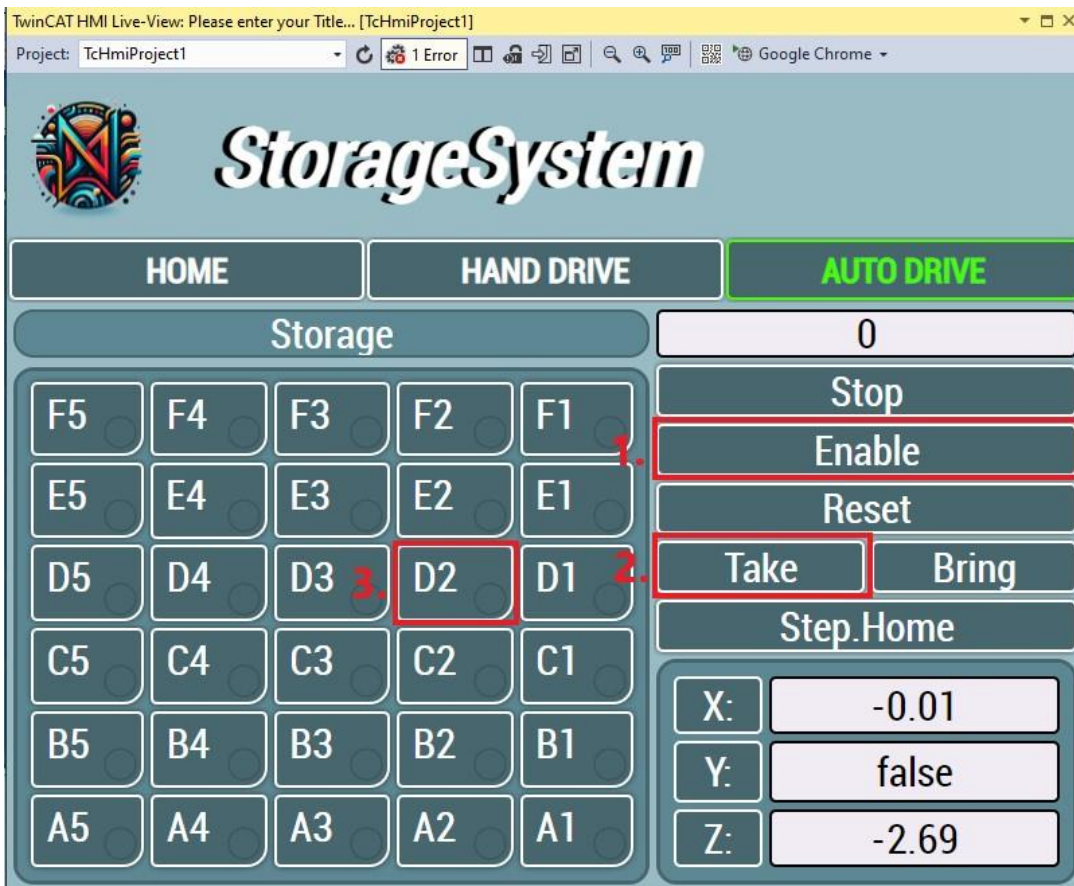 TwinCAT HMI Live-View: Please enter your Title... [TcHmiProject1]
Project: TcHmiProject1 1 Error Google Chrome
StorageSystem
HOME HAND DRIVE AUTO DRIVE
Storage 0
Stop
1. Enable
Reset
2. Take Bring
Step.Home
F5 F4 F3 F2 F1
E5 E4 E3 E2 E1
D5 D4 D3 3. D2 D1
C5 C4 C3 C2 C1
B5 B4 B3 B2 B1
A5 A4 A3 A2 A1
X: -0.01
Y: false
Z: -2.69